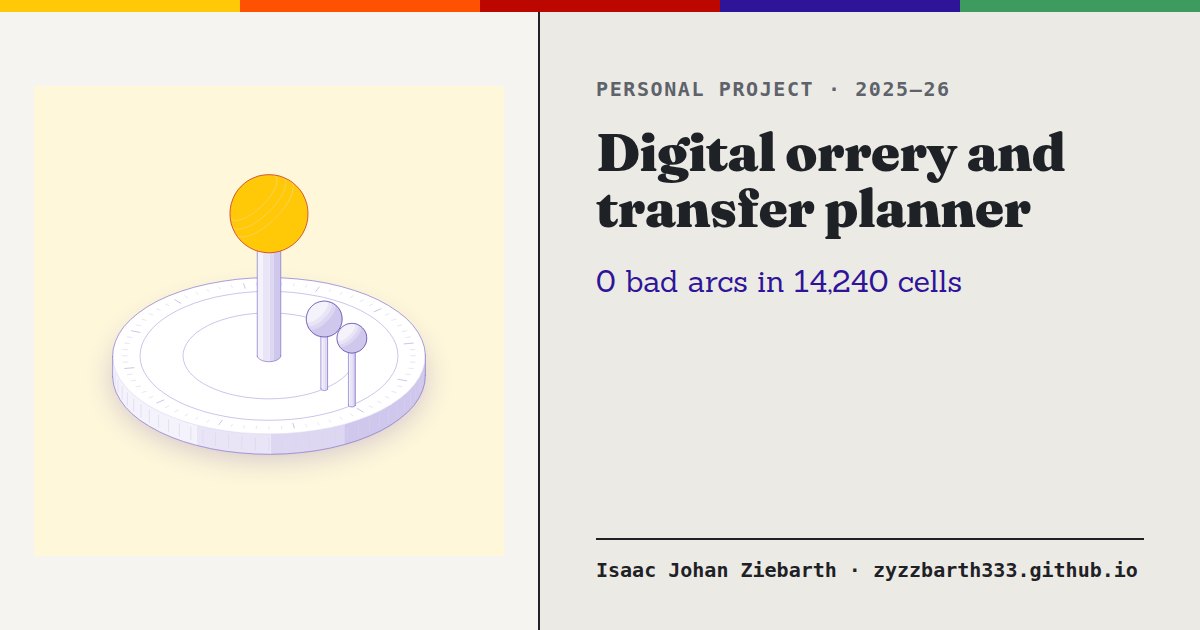 PERSONAL PROJECT · 2025–26
Digital orrery and
transfer planner
0 bad arcs in 14,240 cells
Isaac Johan Ziebarth · zyzzbarth333.github.io